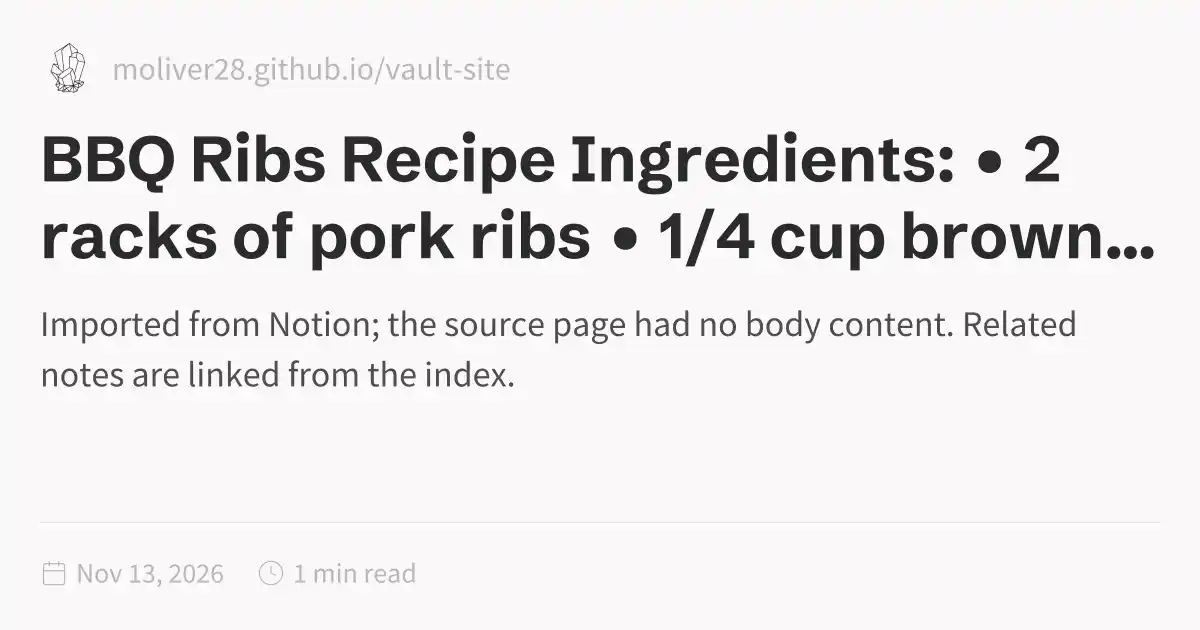 moliver28.github.io/vault-site
BBQ Ribs Recipe Ingredients: • 2
racks of pork ribs • 1/4 cup brown...
Imported from Notion; the source page had no body content. Related
notes are linked from the index.
Nov 13, 2026 1 min read